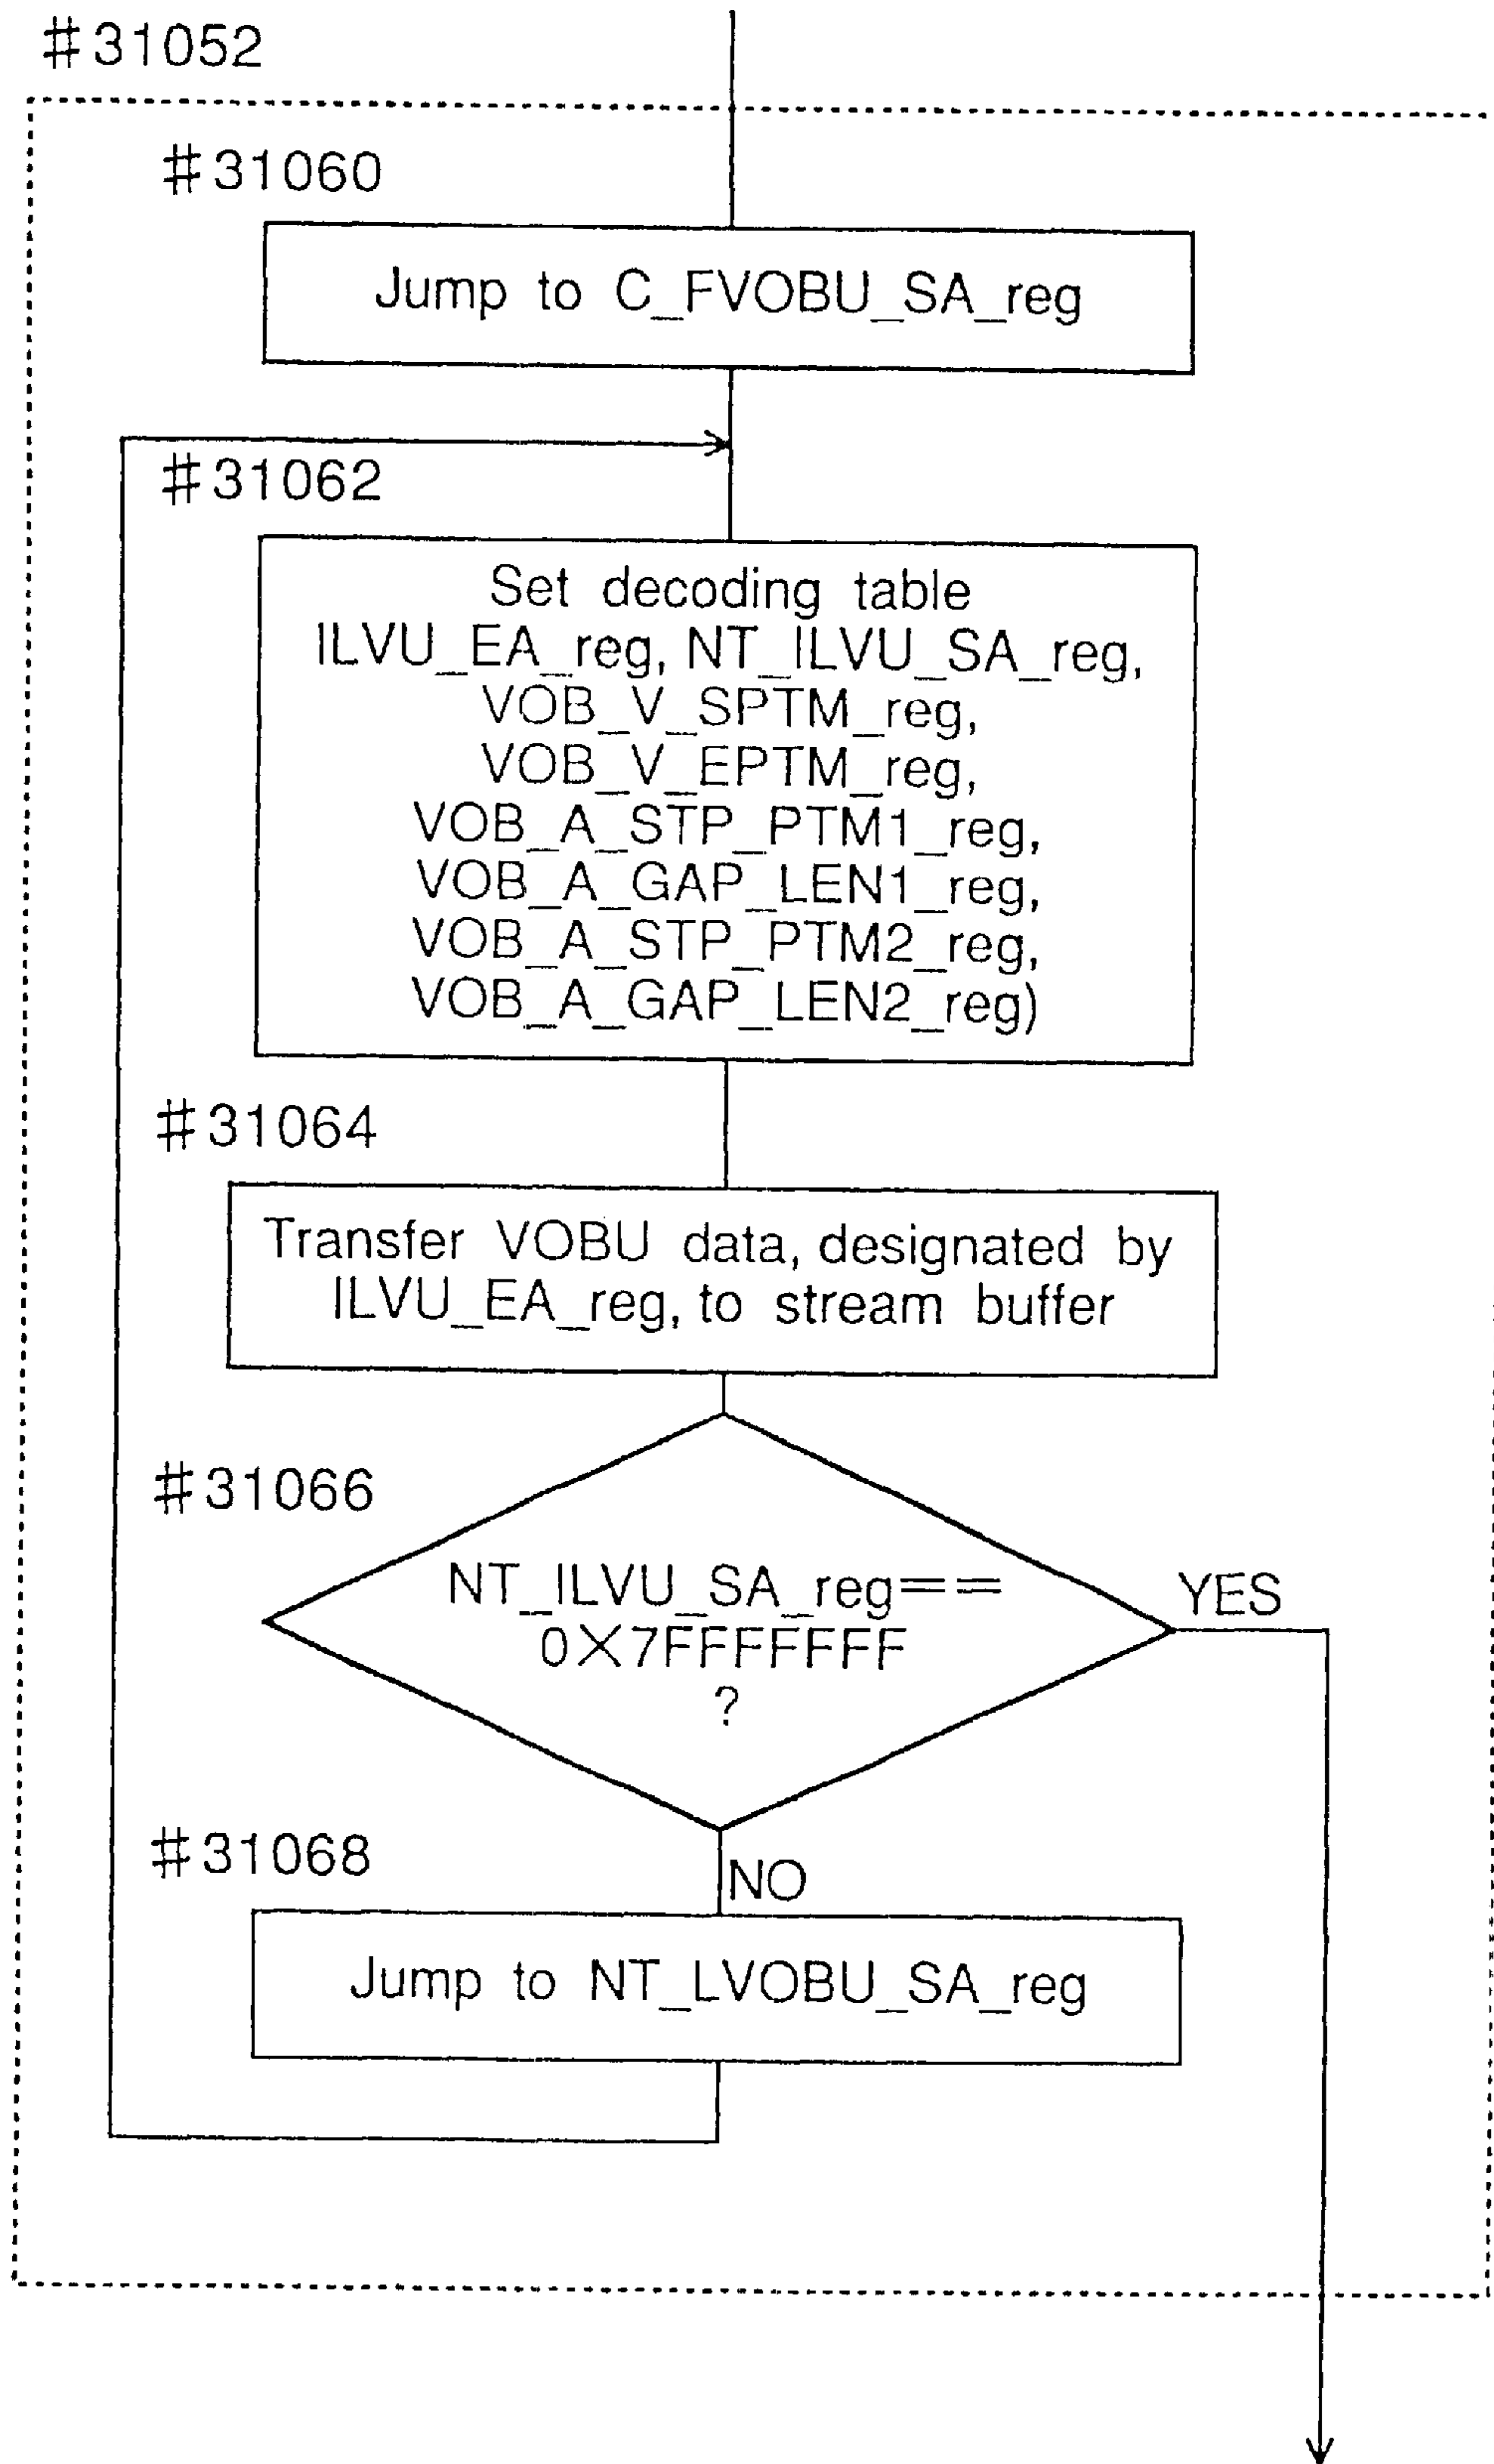 #31052
#31060
Jump to C_FVOBU_SA_reg
#31062
Set decoding table
ILVU_EA_reg, NT_ILVU_SA_reg,
VOB_V_SPTM_reg,
VOB_V_EPTM_reg,
VOB_A_STP_PTM1_reg,
VOB_A_GAP_LEN1_reg,
VOB_A_STP_PTM2_reg,
VOB_A_GAP_LEN2_reg)
#31064
Transfer VOBU data, designated by
ILVU_EA_reg, to stream buffer
#31066
NT_ILVU_SA_reg==
0X7FFFFFFF
?
YES
#31068
NO
Jump to NT_LVOBU_SA_reg